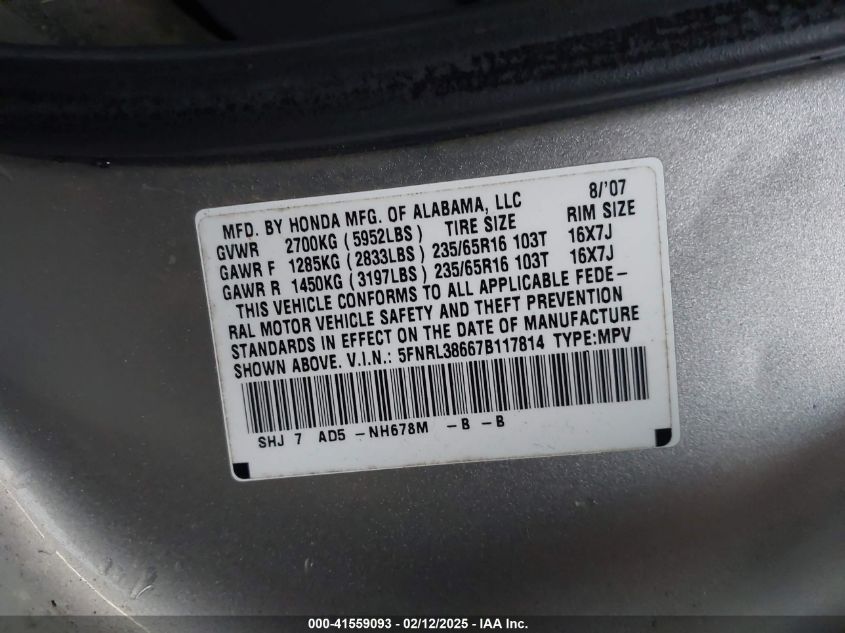 MFD. BY HONDA MFG. OF ALABAMA, LLC 8/'07
GVWR 2700KG (5952LBS) TIRE SIZE RIM SIZE
GAWR F 1285KG (2833LBS) 235/65R16 103T 16X7J
GAWR R 1450KG (3197LBS) 235/65R16 103T 16X7J
THIS VEHICLE CONFORMS TO ALL APPLICABLE FEDE-
RAL MOTOR VEHICLE SAFETY AND THEFT PREVENTION
STANDARDS IN EFFECT ON THE DATE OF MANUFACTURE
SHOWN ABOVE. V.I.N.: 5FNRL38667B117814 TYPE:MPV
SHJ 7 AD5 -NH678M -B -B
000-41559093 - 02/12/2025 - IAA Inc.